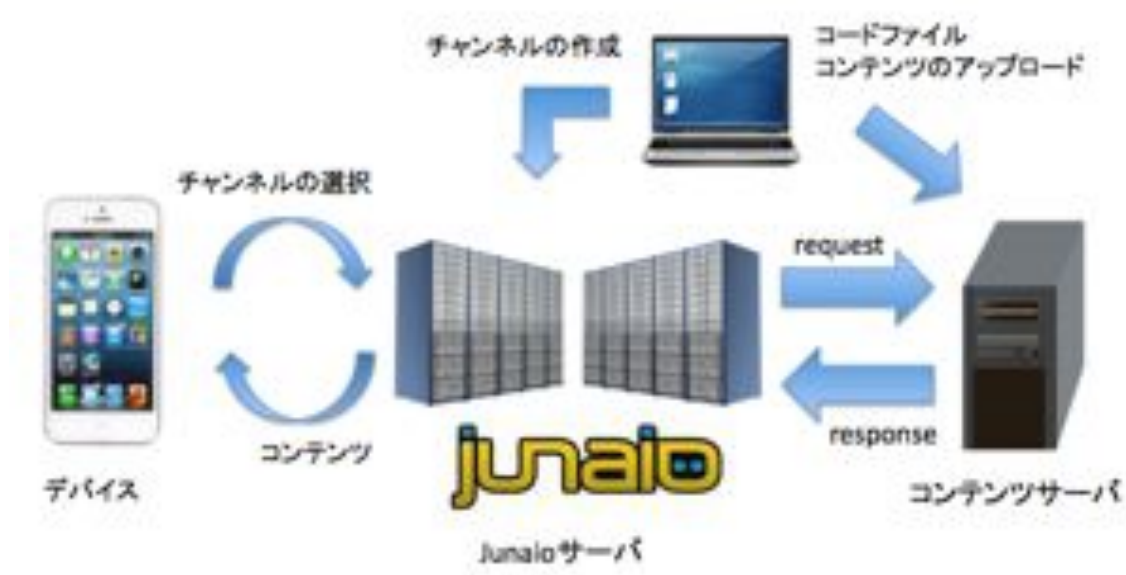 チャンネルの作成
コードファイル
コンテンツのアップロード
チャンネルの選択
request
response
コンテンツ
junaio
デバイス
コンテンツサーバ
Junaioサーバ